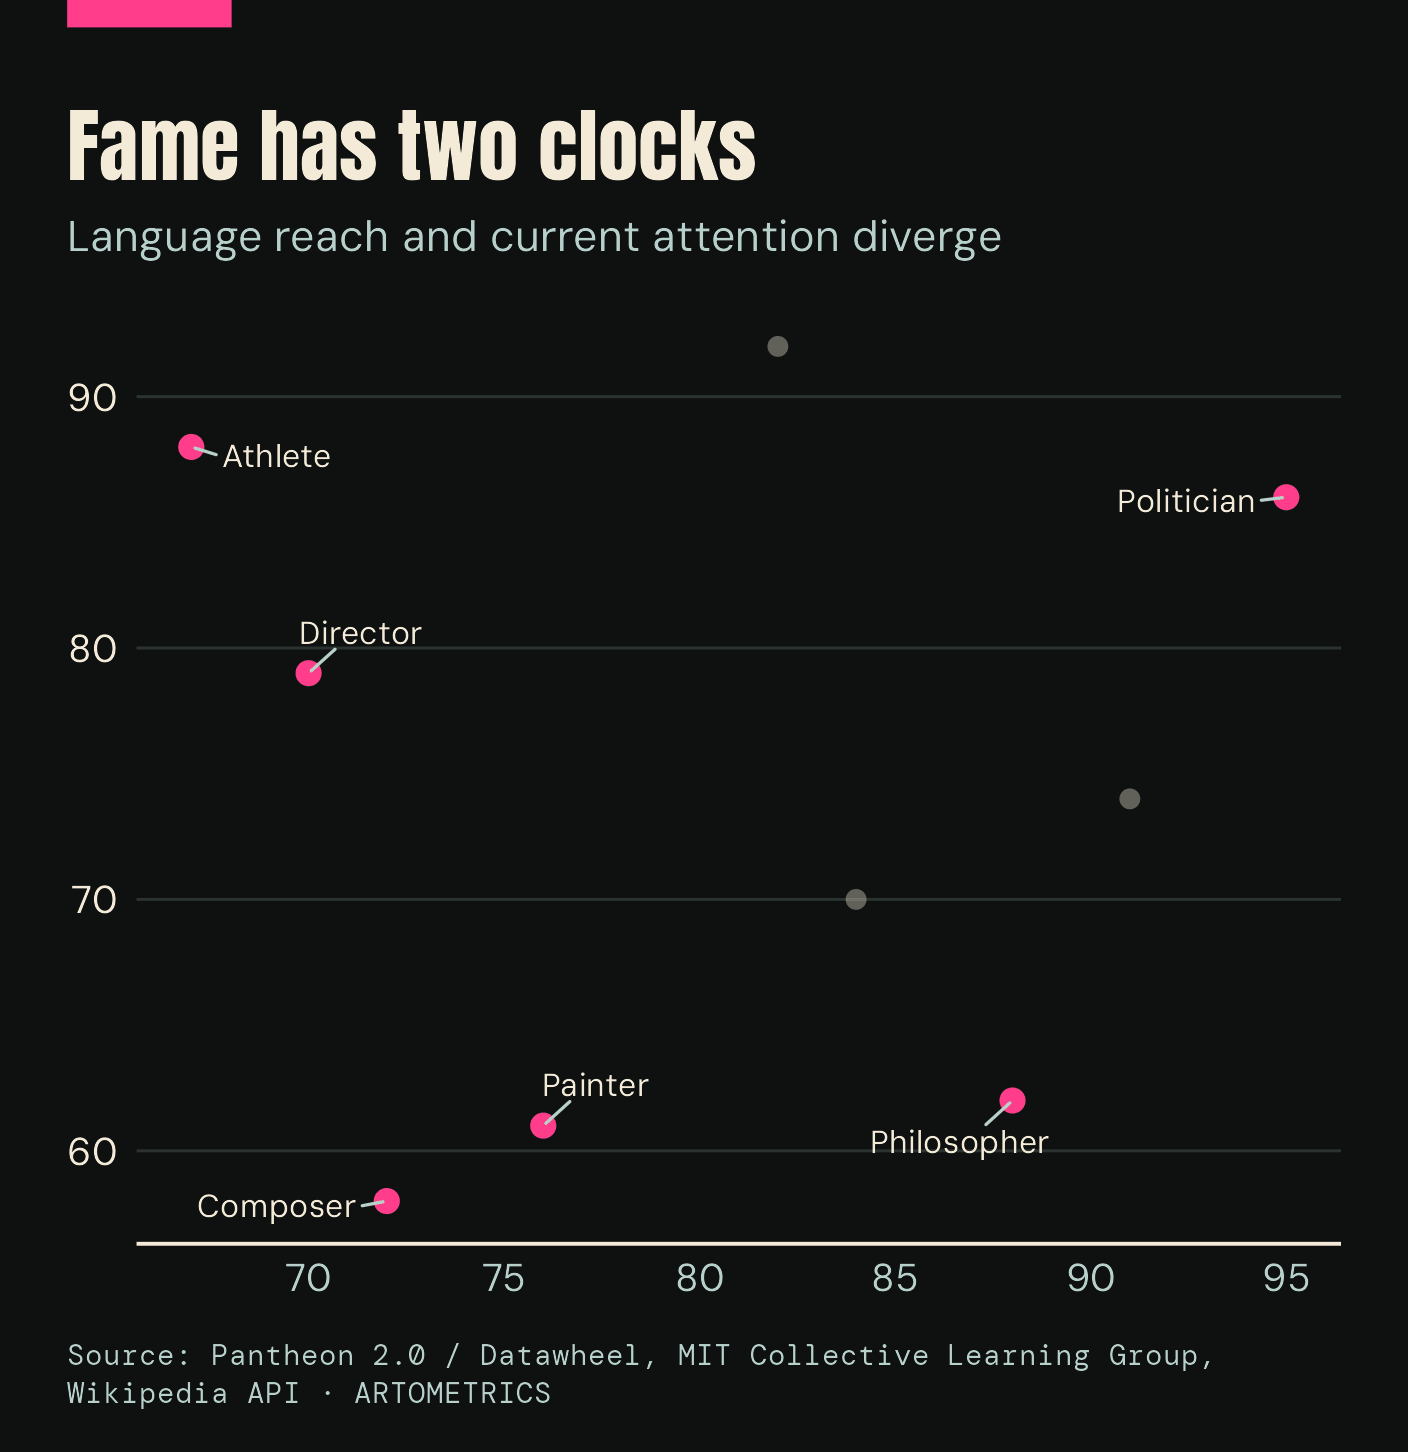 Fame has two clocks
Language reach and current attention diverge
90
Athlete
Politician
Director
80
70
Painter
Philosopher
60
Composer
70 75 80 85 90 95
Source: Pantheon 2.0 / Datawheel, MIT Collective Learning Group,
Wikipedia API · ARTOMETRICS